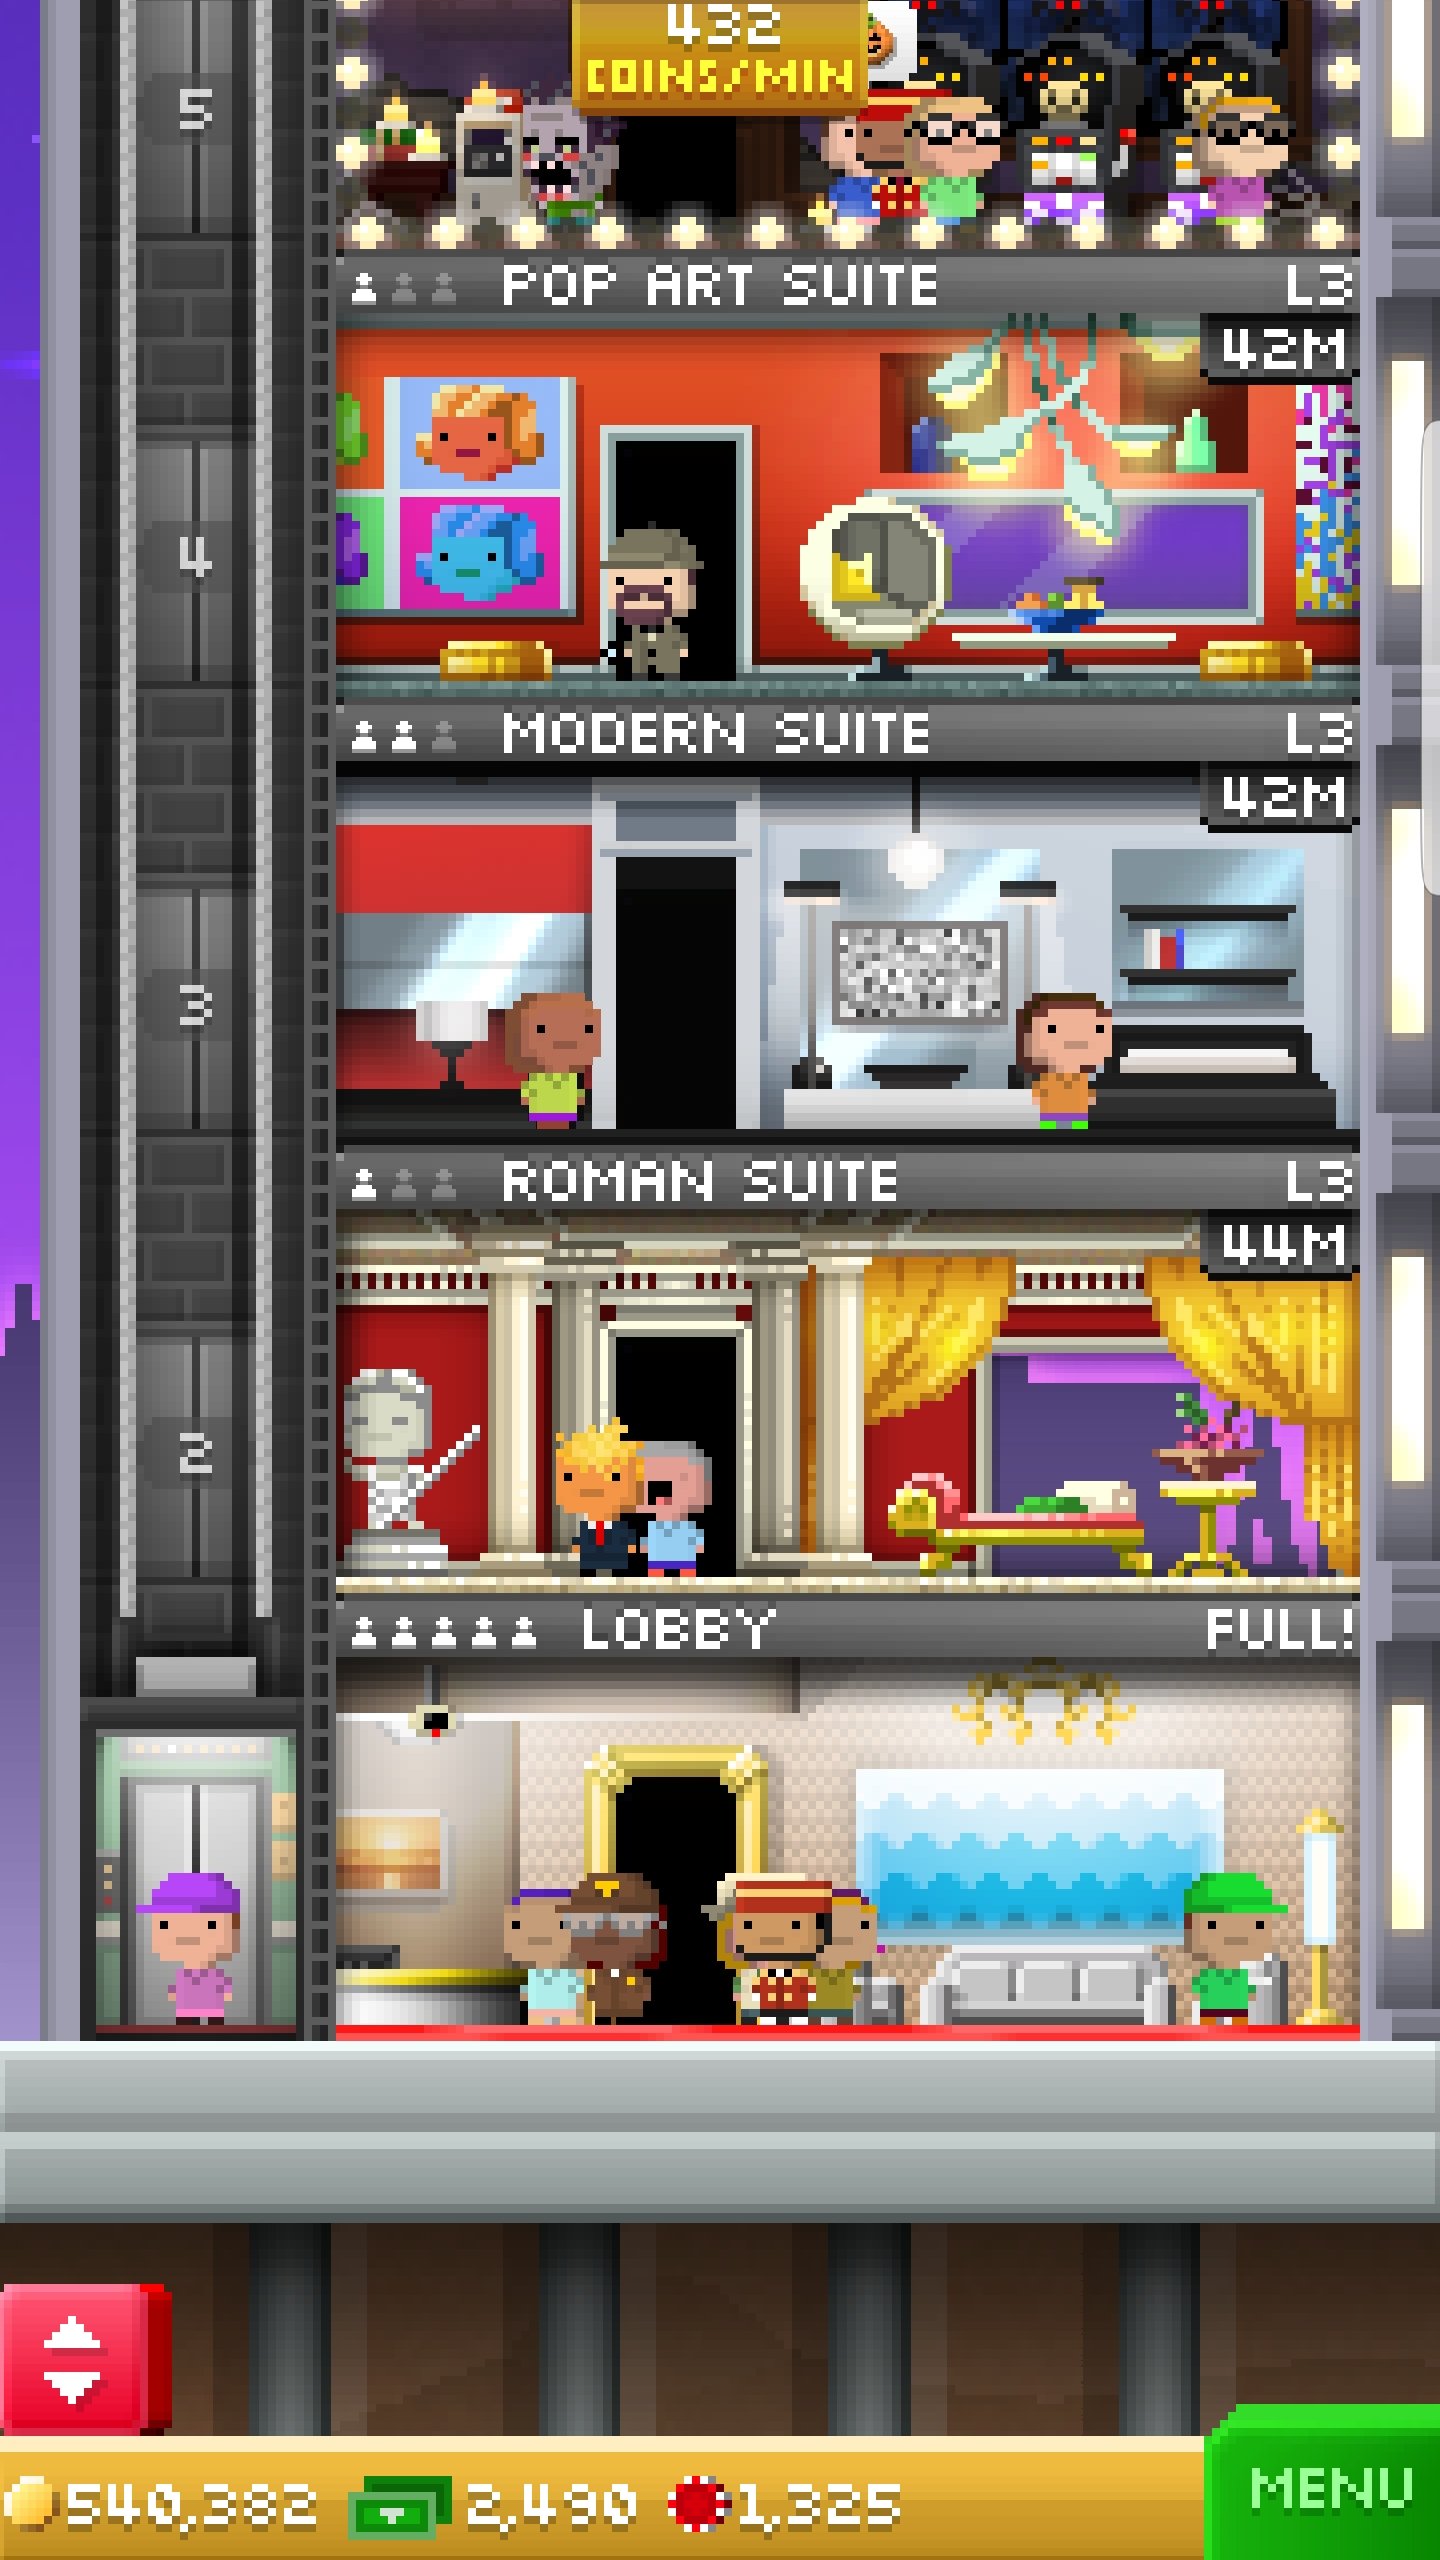 432
COINS/MIN
5
POP ART SUITE L3
42M
4
MODERN SUITE L3
42M
3
ROMAN SUITE L3
44M
2
LOBBY FULL!
540,382 2,490 1,325
MENU